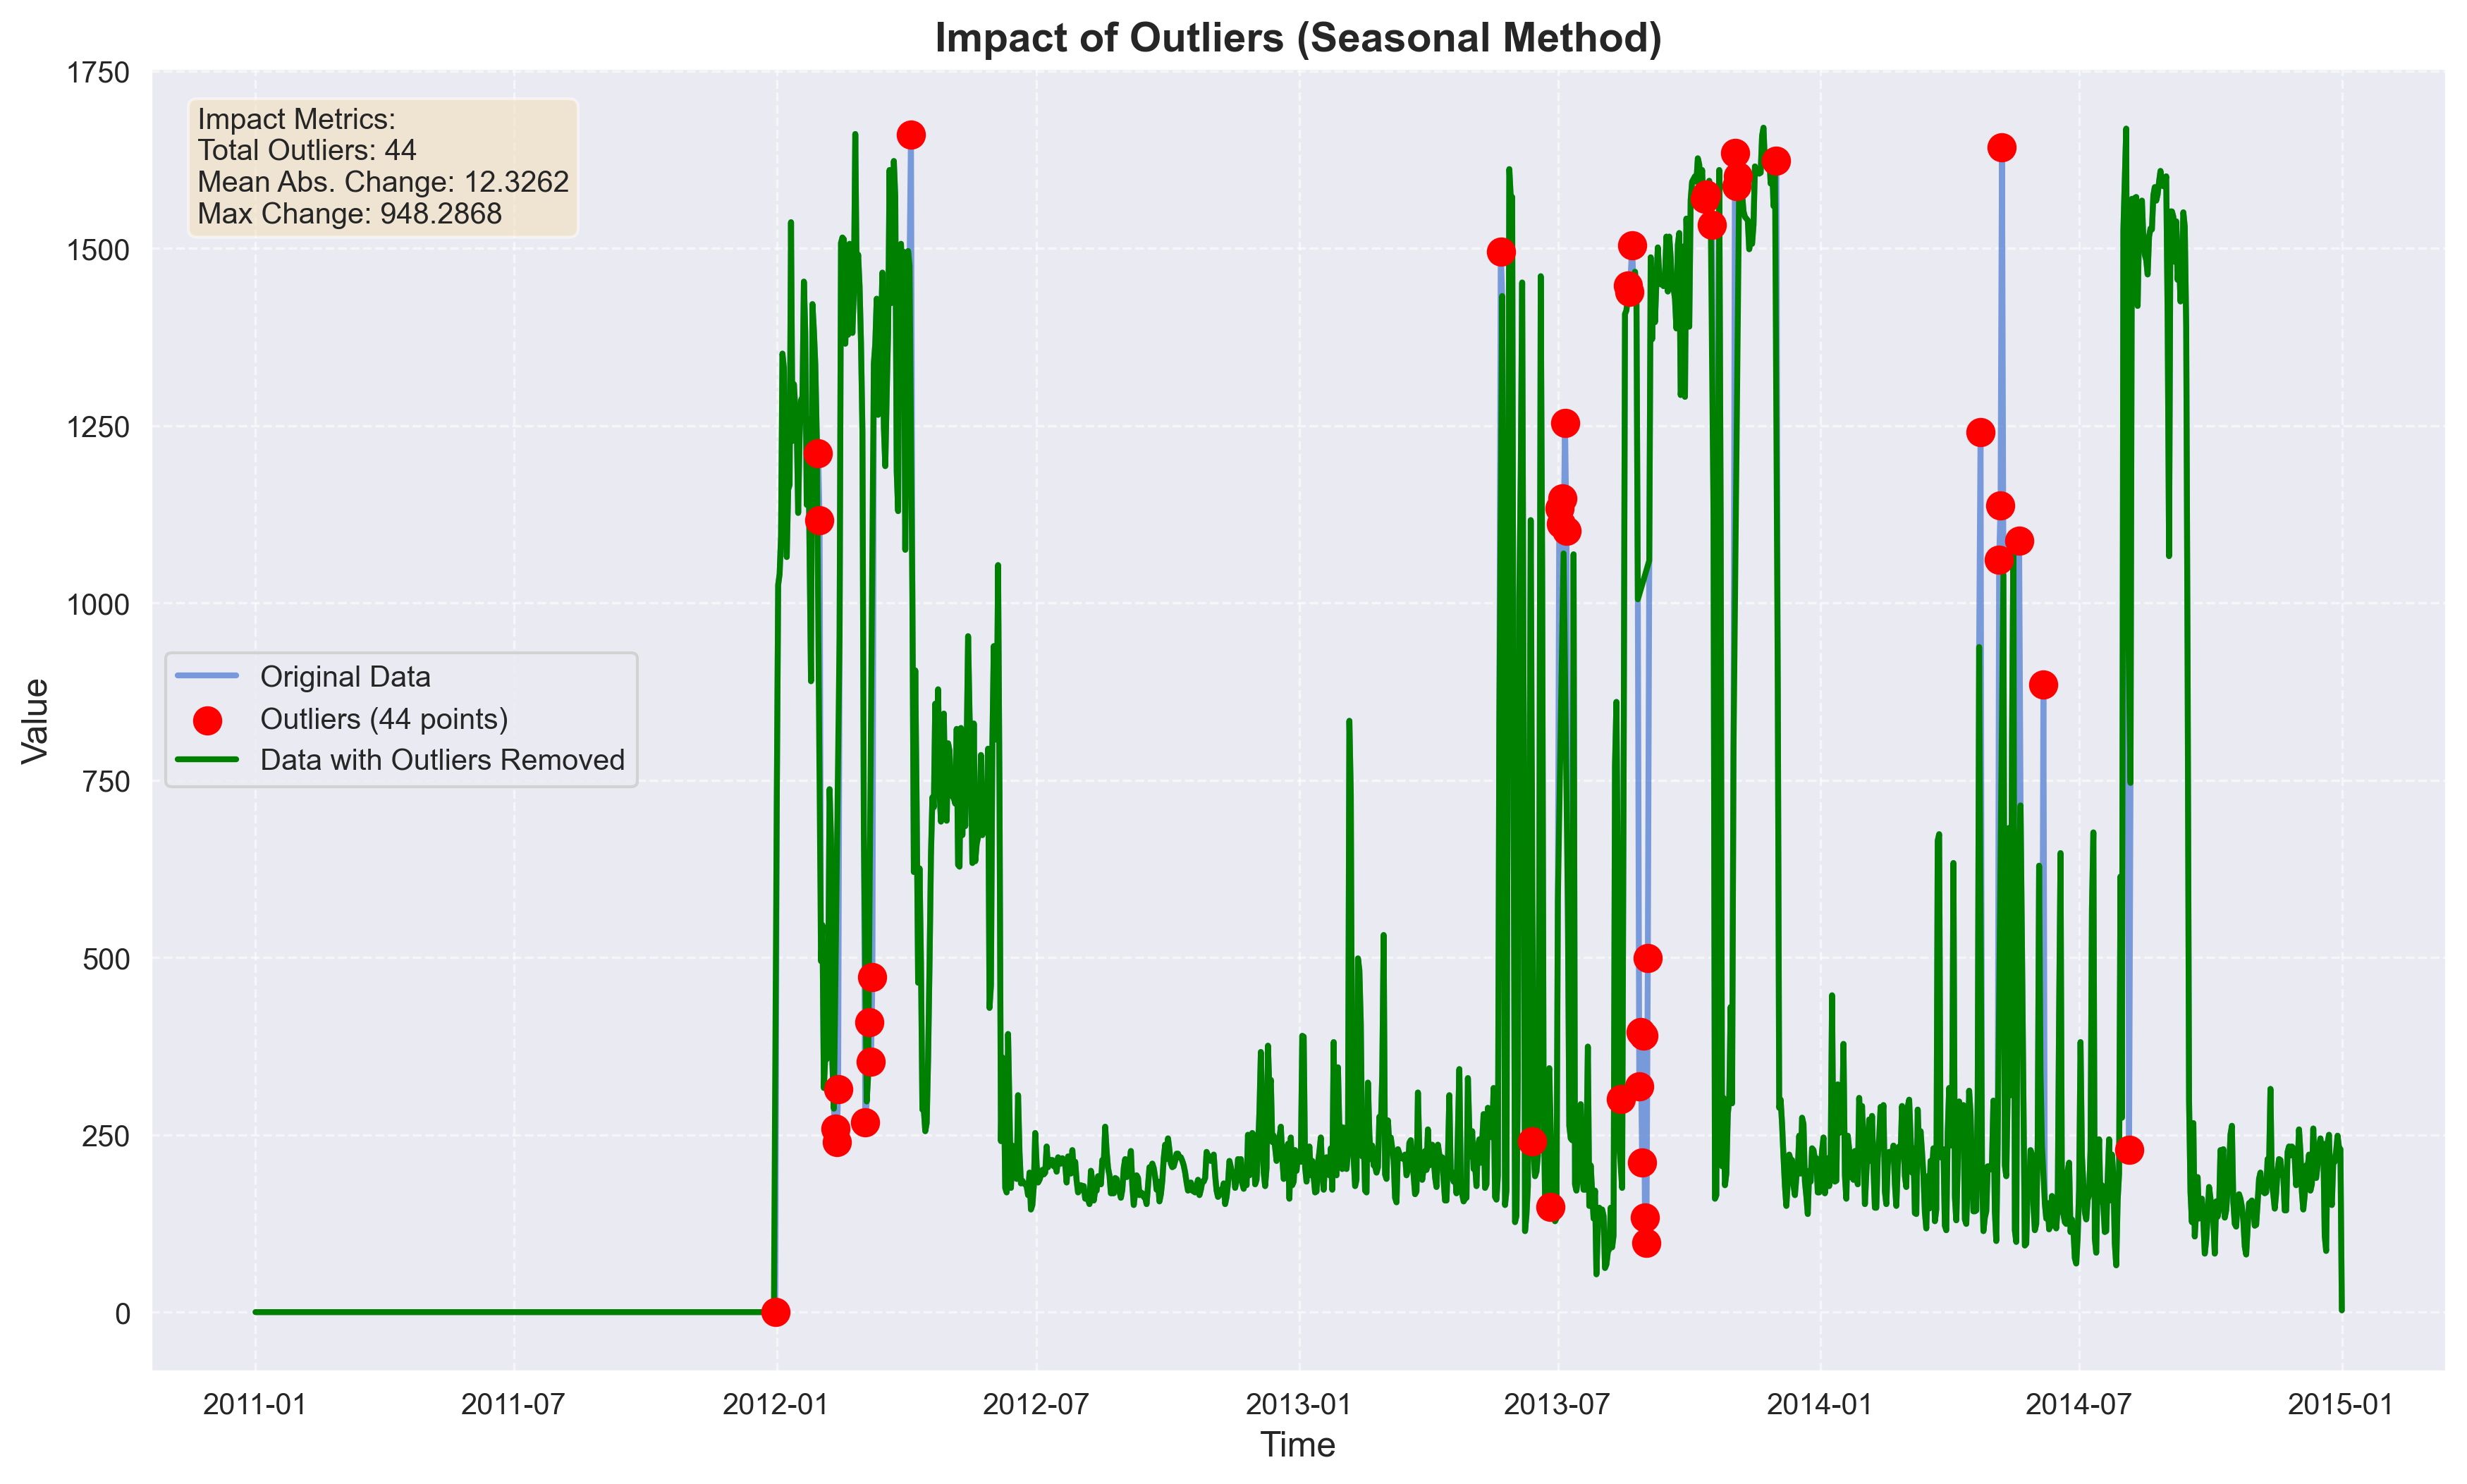 Impact of Outliers (Seasonal Method)
1750
1500
1250
1000
750
500
250
0
Value
Impact Metrics:
Total Outliers: 44
Mean Abs. Change: 12.3262
Max Change: 948.2868
Original Data
Outliers (44 points)
Data with Outliers Removed
2011-01 2011-07 2012-01 2012-07 2013-01 2013-07 2014-01 2014-07 2015-01
Time